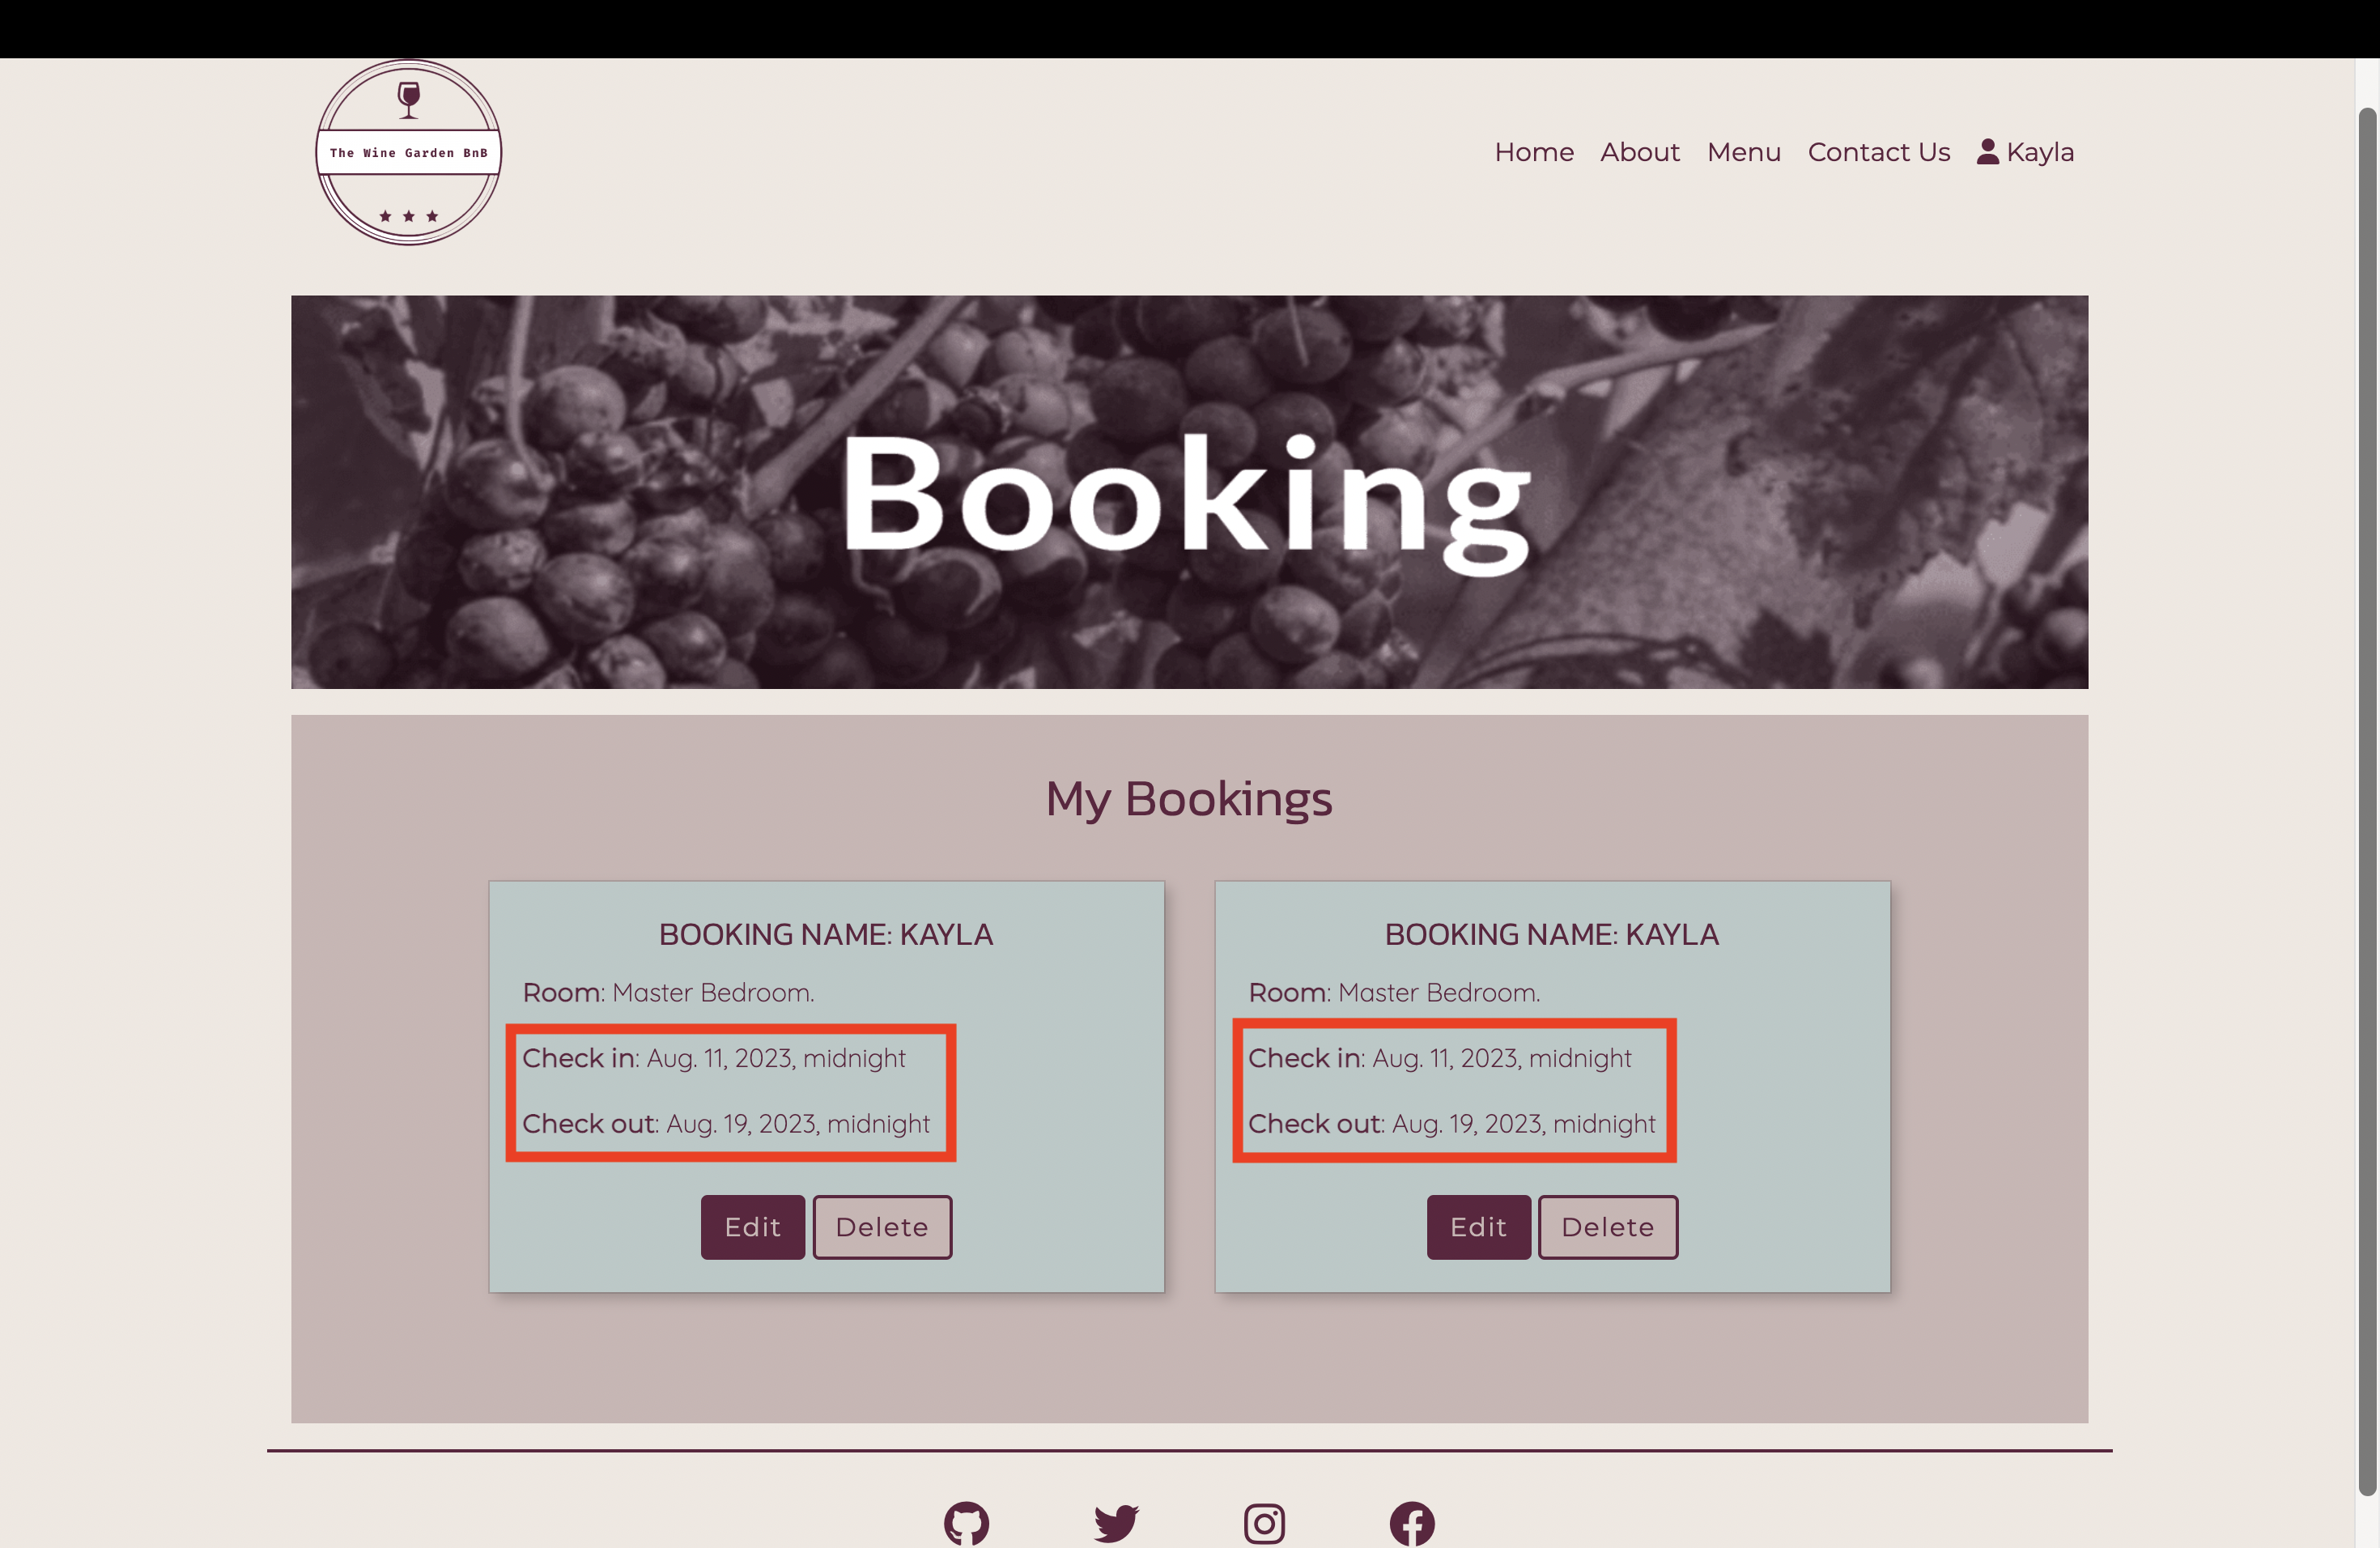 The Wine Garden BnB
Home About Menu Contact Us Kayla
Booking
My Bookings
BOOKING NAME: KAYLA
Room: Master Bedroom.
Check in: Aug. 11, 2023, midnight
Check out: Aug. 19, 2023, midnight
Edit Delete
BOOKING NAME: KAYLA
Room: Master Bedroom.
Check in: Aug. 11, 2023, midnight
Check out: Aug. 19, 2023, midnight
Edit Delete